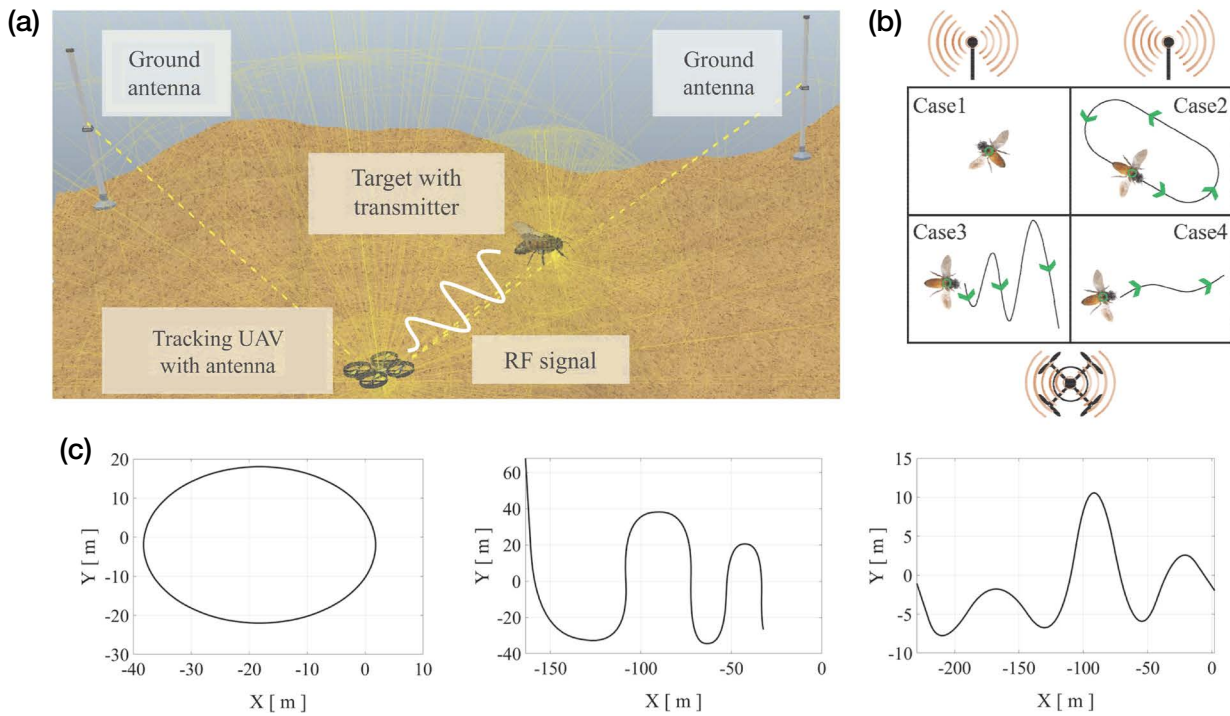 (a)
Ground
antenna
Ground
antenna
Target with
transmitter
Tracking UAV
with antenna
RF signal
(b)
Case1
Case2
Case3
Case4
(c)
20
10
0
-10
-20
-30
Y [ m ]
-40
-30
-20
-10
0
10
X [ m ]
60
40
20
0
-20
-40
Y [ m ]
-150
-100
-50
0
X [ m ]
15
10
5
0
-5
-10
Y [ m ]
-200
-150
-100
-50
0
X [ m ]